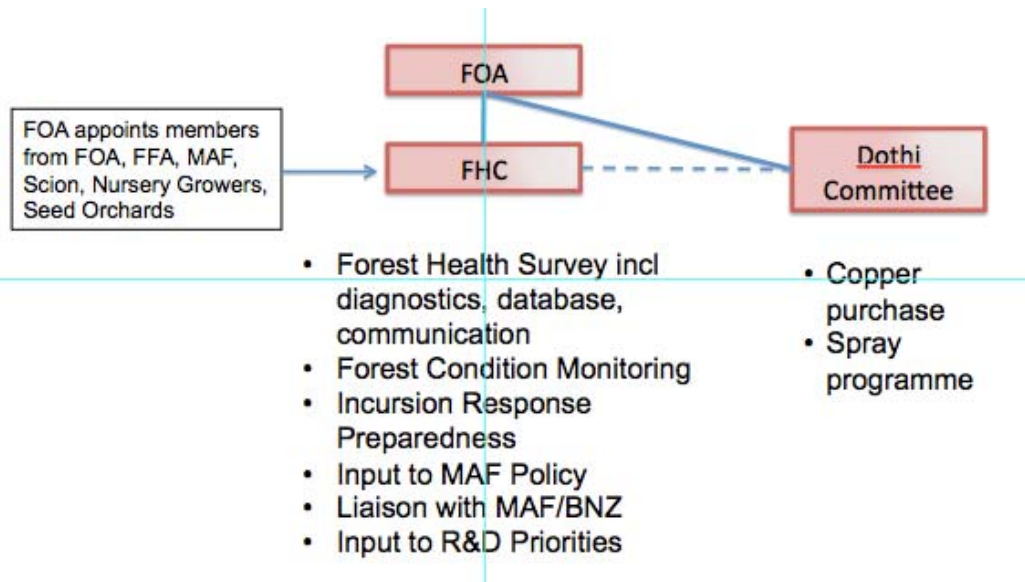 FOA
FOA appoints members
from FOA, FFA, MAF,
Scion, Nursery Growers,
Seed Orchards
FHC
Dothi
Committee
• Forest Health Survey incl
diagnostics, database,
communication
• Forest Condition Monitoring
• Incursion Response
Preparedness
• Input to MAF Policy
• Liaison with MAF/BNZ
• Input to R&D Priorities
• Copper
purchase
• Spray
programme